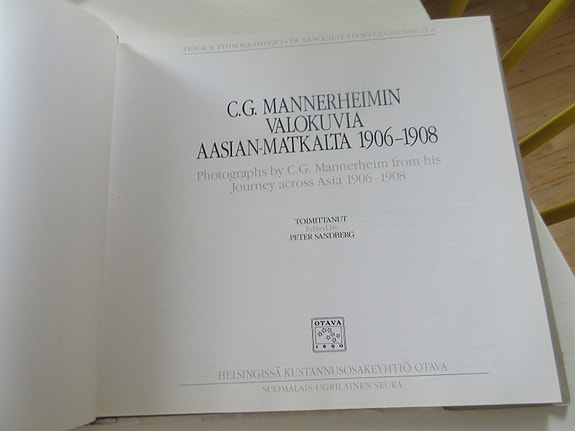 TRAVAUX ETHNOGRAPHIQUES DE LA SOCIÉTÉ FINNO-OUGRIENNE
C.G. MANNERHEIMIN
VALOKUVIA
AASIAN-MATKALTA 1906–1908
Photographs by C.G. Mannerheim from his
Journey across Asia 1906–1908
TOIMITTANUT
Edited by
PETER SANDBERG
OTAVA
1890
HELSINGISSÄ KUSTANNUSOSAKEYHTIÖ OTAVA
SUOMALAIS UGRILAINEN SEURA